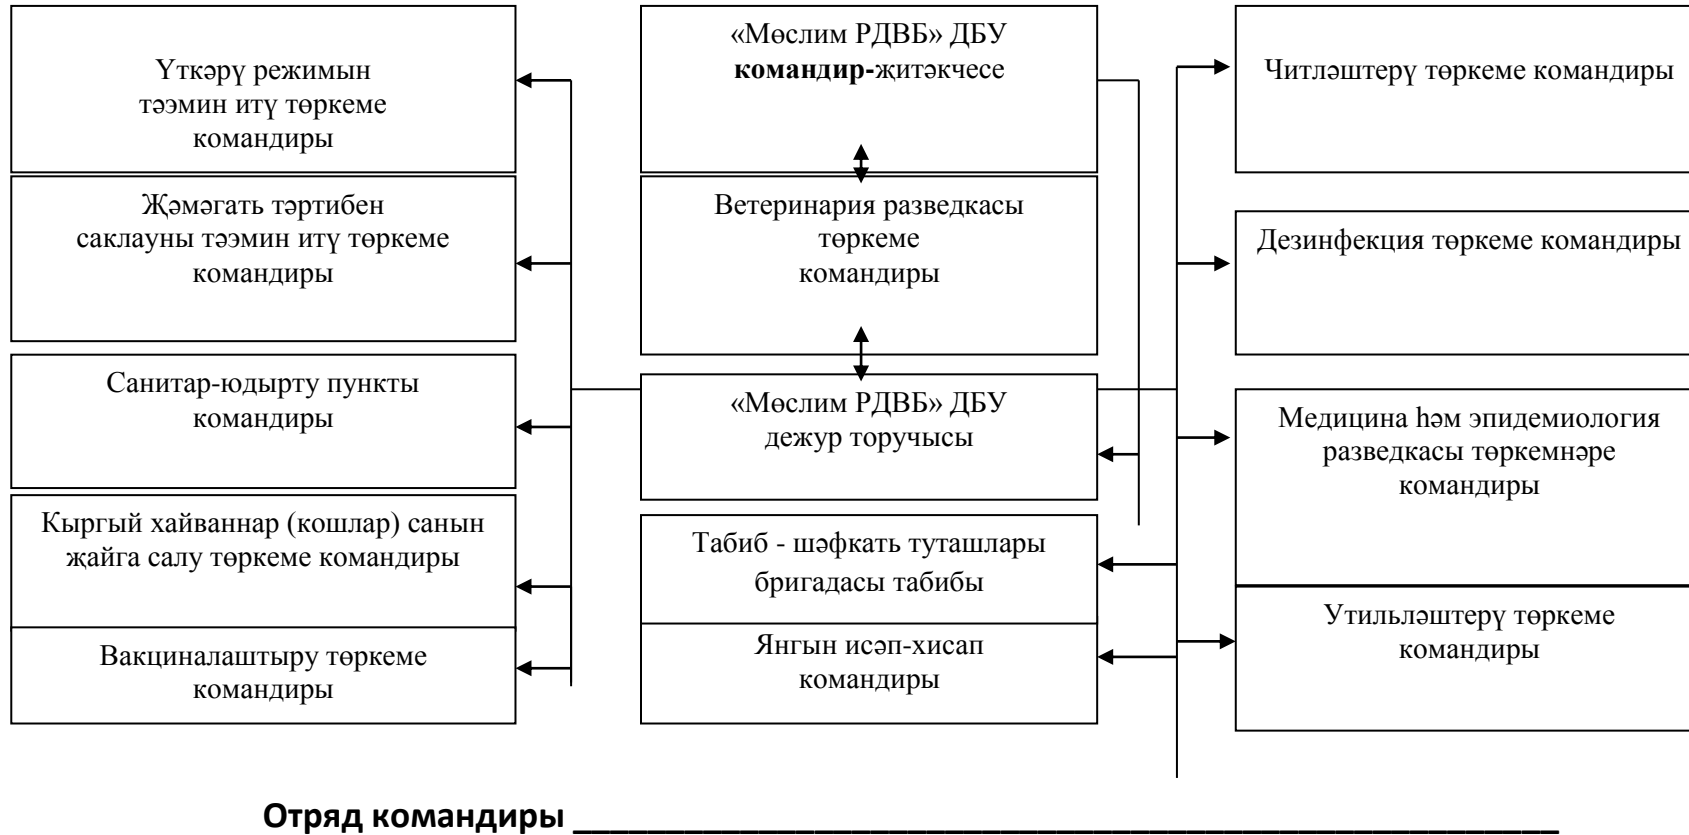 Үткәрү режимын
тәэмин итү төркеме
командиры
Җәмәгать тәртибен
саклауны тәэмин итү төркеме
командиры
Санитар-юдырту пункты
командиры
Кыргый хайваннар (кошлар) санын
җайга салу төркеме командиры
Вакциналаштыру төркеме
командиры
«Мөслим РДВБ» ДБУ
командир-җитәкчесе
Ветеринария разведкасы
төркеме
командиры
«Мөслим РДВБ» ДБУ
дежур торучысы
Табиб - шәфкать туташлары
бригадасы табибы
Янгын исәп-хисап
командиры
Читләштерү төркеме командиры
Дезинфекция төркеме командиры
Медицина һәм эпидемиология
разведкасы төркемнәре
командиры
Утильләштерү төркеме
командиры
Отряд командиры ____________________